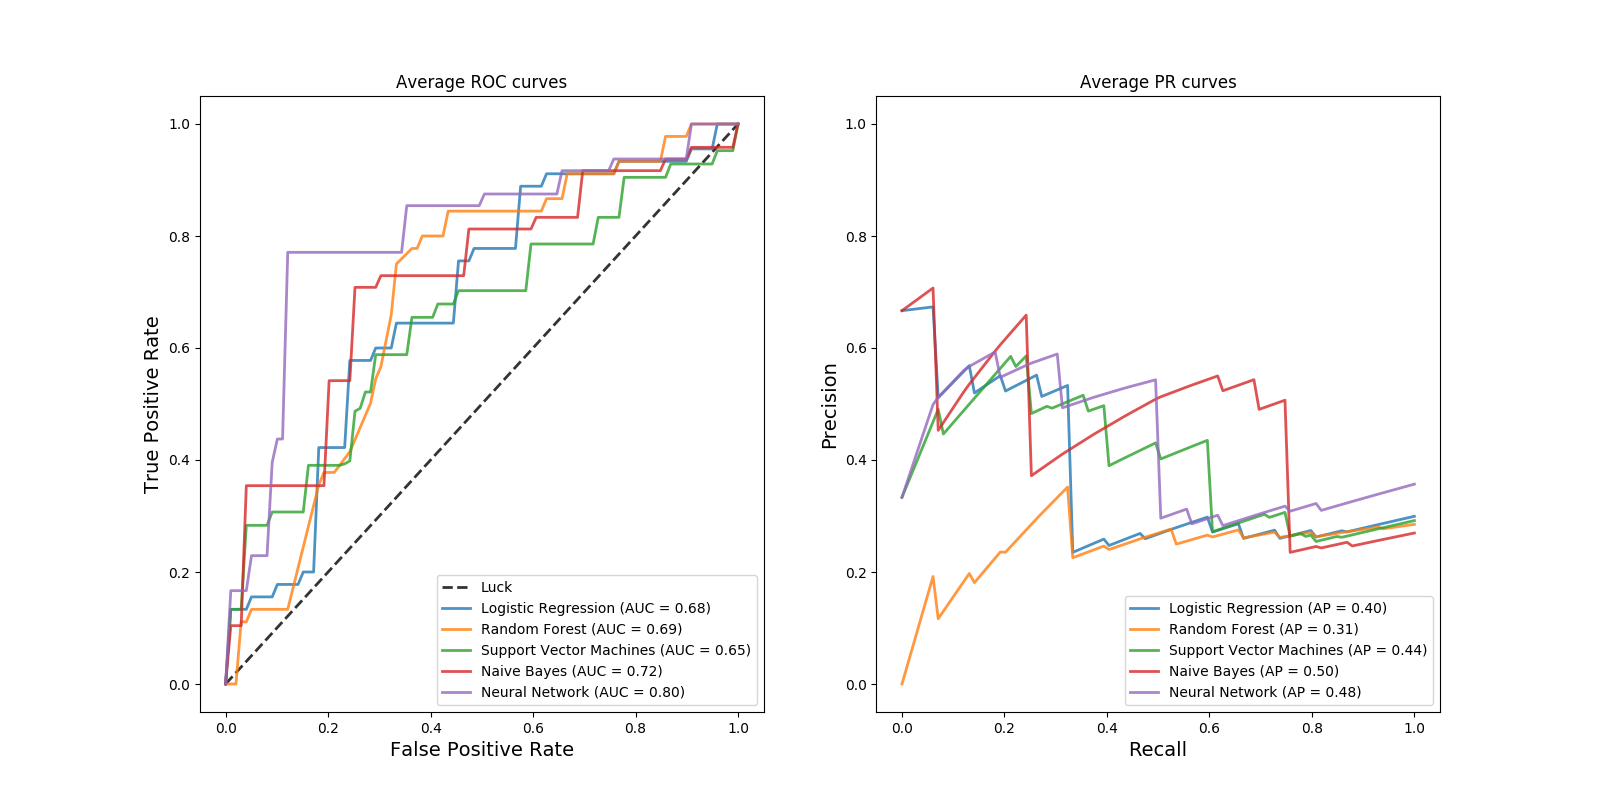 Average ROC curves
True Positive Rate
1.0
0.8
0.6
0.4
0.2
0.0
Luck
Logistic Regression (AUC = 0.68)
Random Forest (AUC = 0.69)
Support Vector Machines (AUC = 0.65)
Naive Bayes (AUC = 0.72)
Neural Network (AUC = 0.80)
0.0 0.2 0.4 0.6 0.8 1.0
False Positive Rate
Average PR curves
Precision
1.0
0.8
0.6
0.4
0.2
0.0
Logistic Regression (AP = 0.40)
Random Forest (AP = 0.31)
Support Vector Machines (AP = 0.44)
Naive Bayes (AP = 0.50)
Neural Network (AP = 0.48)
0.0 0.2 0.4 0.6 0.8 1.0
Recall